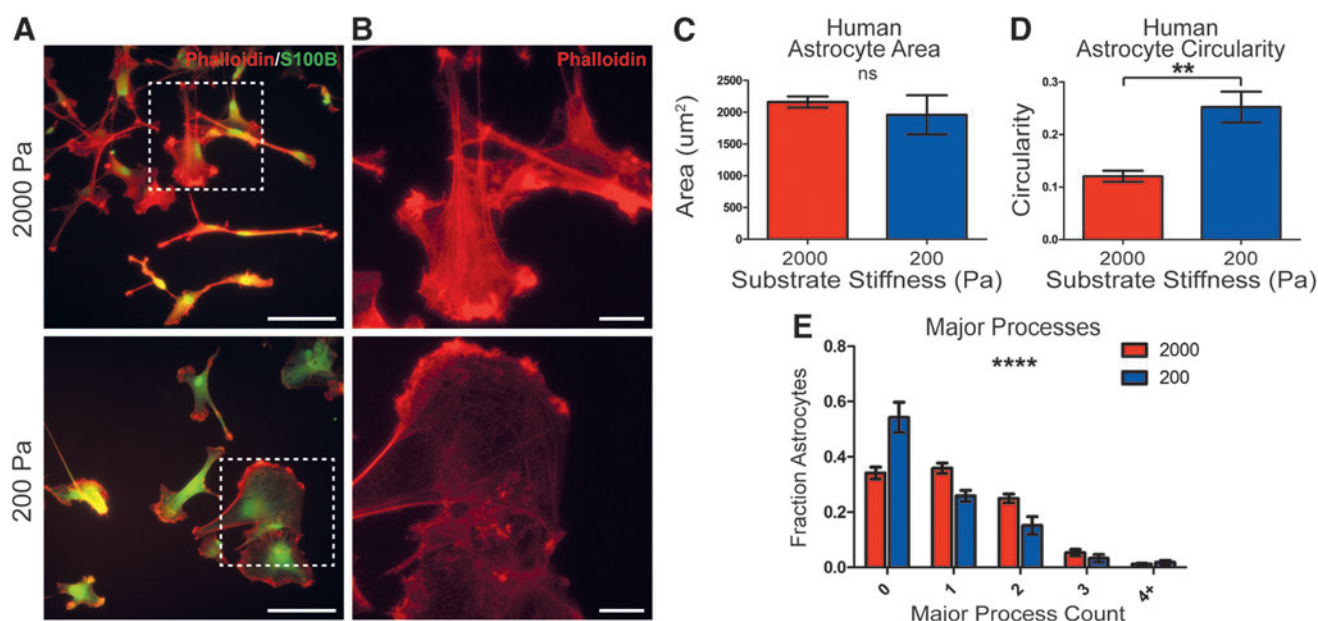 A
Phalloidin/S100B
2000 Pa
200 Pa
B
Phalloidin
C
Human
Astrocyte Area
ns
Area (um²)
2500
2000
1500
1000
500
0
2000
200
Substrate Stiffness (Pa)
D
Human
Astrocyte Circularity
**
Circularity
0.3
0.2
0.1
0.0
2000
200
Substrate Stiffness (Pa)
E
Major Processes
****
2000
200
Fraction Astrocytes
0.8
0.6
0.4
0.2
0.0
0
1
2
3
4+
Major Process Count